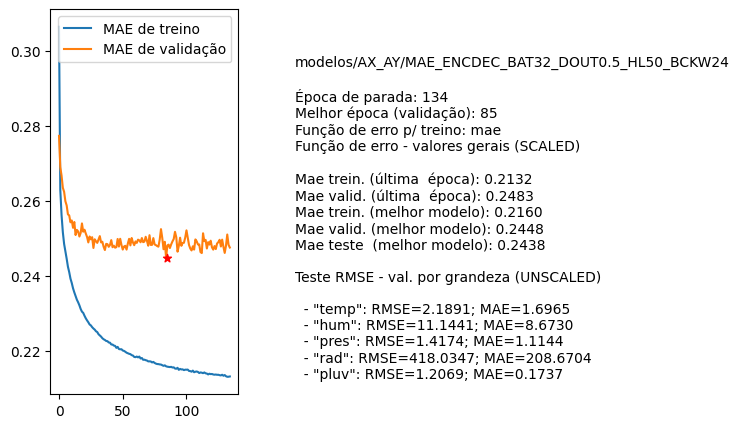 MAE de treino
MAE de validação
0.30
0.28
0.26
0.24
0.22
0
50
100
modelos/AX_AY/MAE_ENCDEC_BAT32_DOUT0.5_HL50_BCKW24
Época de parada: 134
Melhor época (validação): 85
Função de erro p/ treino: mae
Função de erro - valores gerais (SCALED)
Mae trein. (última  época): 0.2132
Mae valid. (última  época): 0.2483
Mae trein. (melhor modelo): 0.2160
Mae valid. (melhor modelo): 0.2448
Mae teste  (melhor modelo): 0.2438
Teste RMSE - val. por grandeza (UNSCALED)
- "temp": RMSE=2.1891; MAE=1.6965
- "hum": RMSE=11.1441; MAE=8.6730
- "pres": RMSE=1.4174; MAE=1.1144
- "rad": RMSE=418.0347; MAE=208.6704
- "pluv": RMSE=1.2069; MAE=0.1737